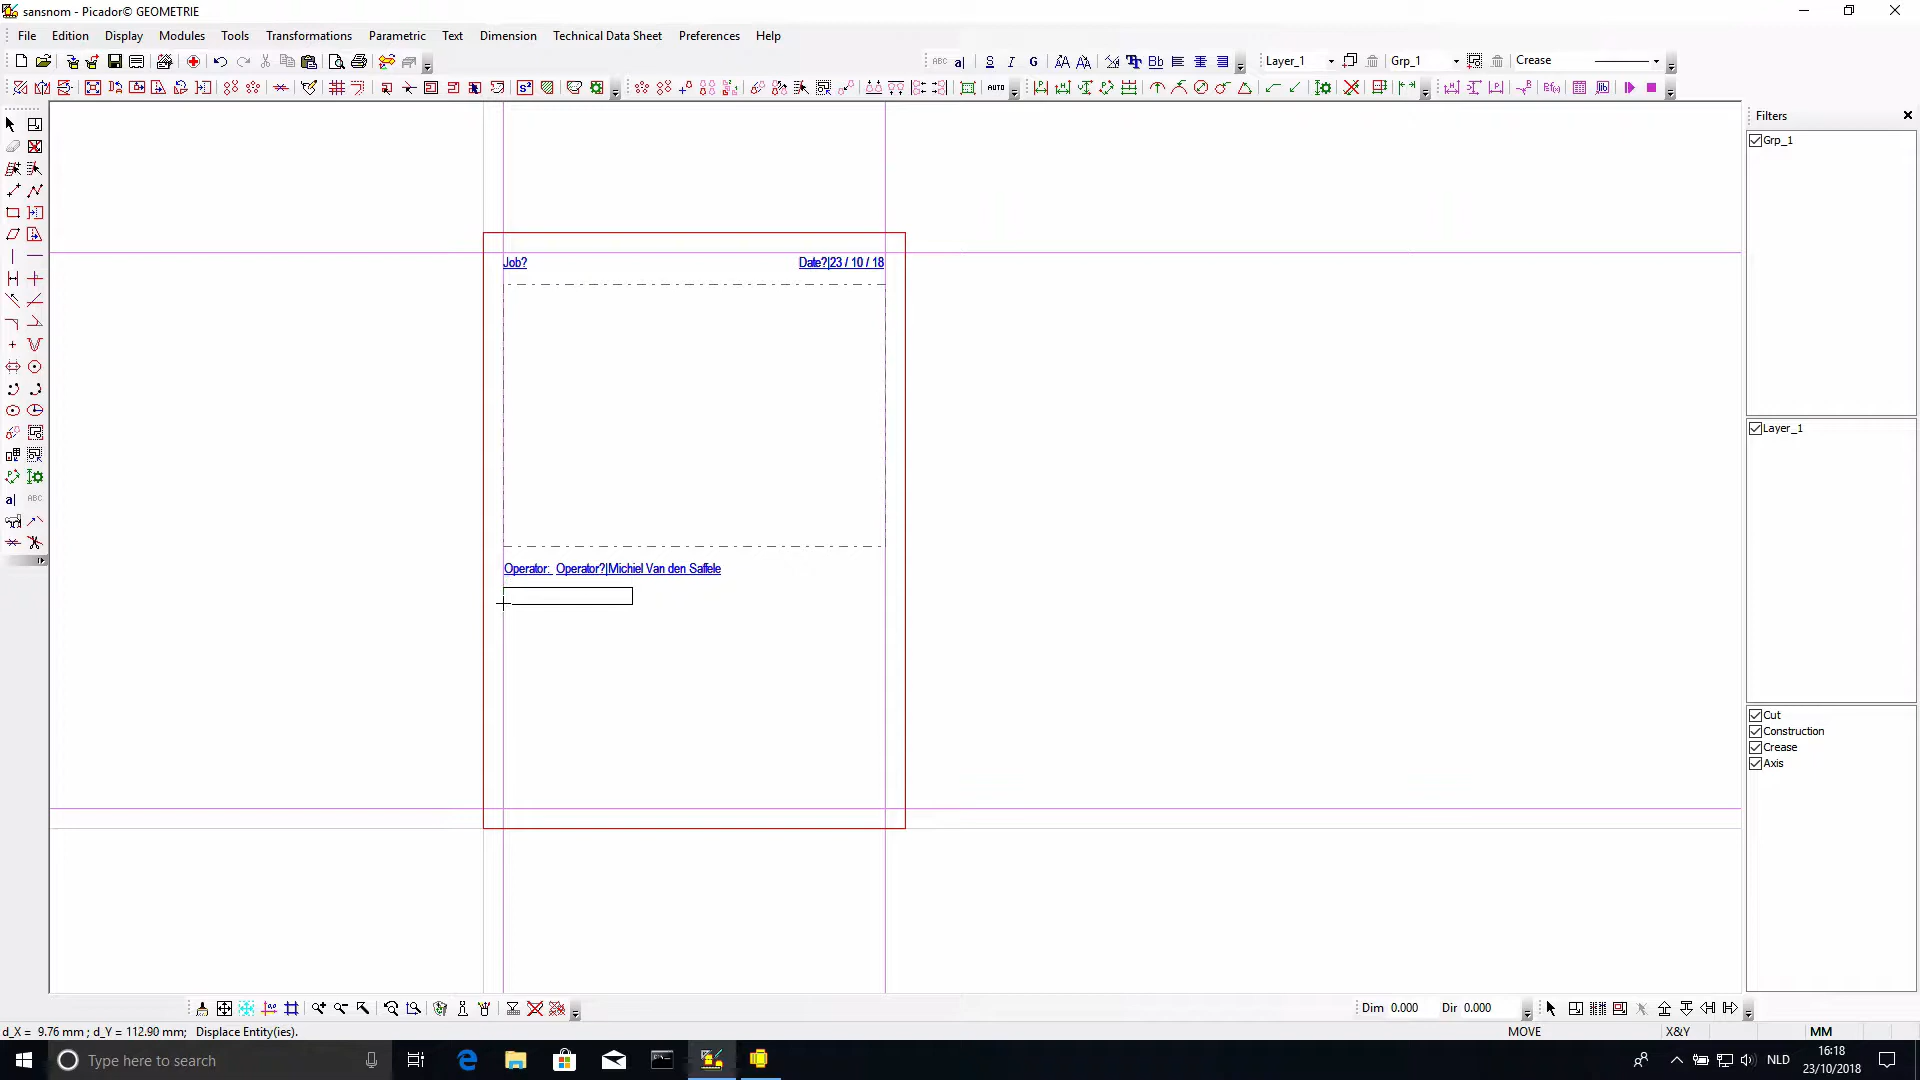 sansnom - Picador© GEOMETRIE
File Edition Display Modules Tools Transformations Parametric Text Dimension Technical Data Sheet Preferences Help
ABC a| S I G Layer_1 Grp_1 Crease
AUTO
Filters
Grp_1
Layer_1
Cut
Construction
Crease
Axis
Job? Date?|23 / 10 / 18
Operator: Operator?|Michiel Van den Saffele
a| ABC
Dim 0.000 Dir 0.000
d_X = 9.76 mm ; d_Y = 112.90 mm; Displace Entity(ies). MOVE X&Y MM
Type here to search
NLD
16:18
23/10/2018